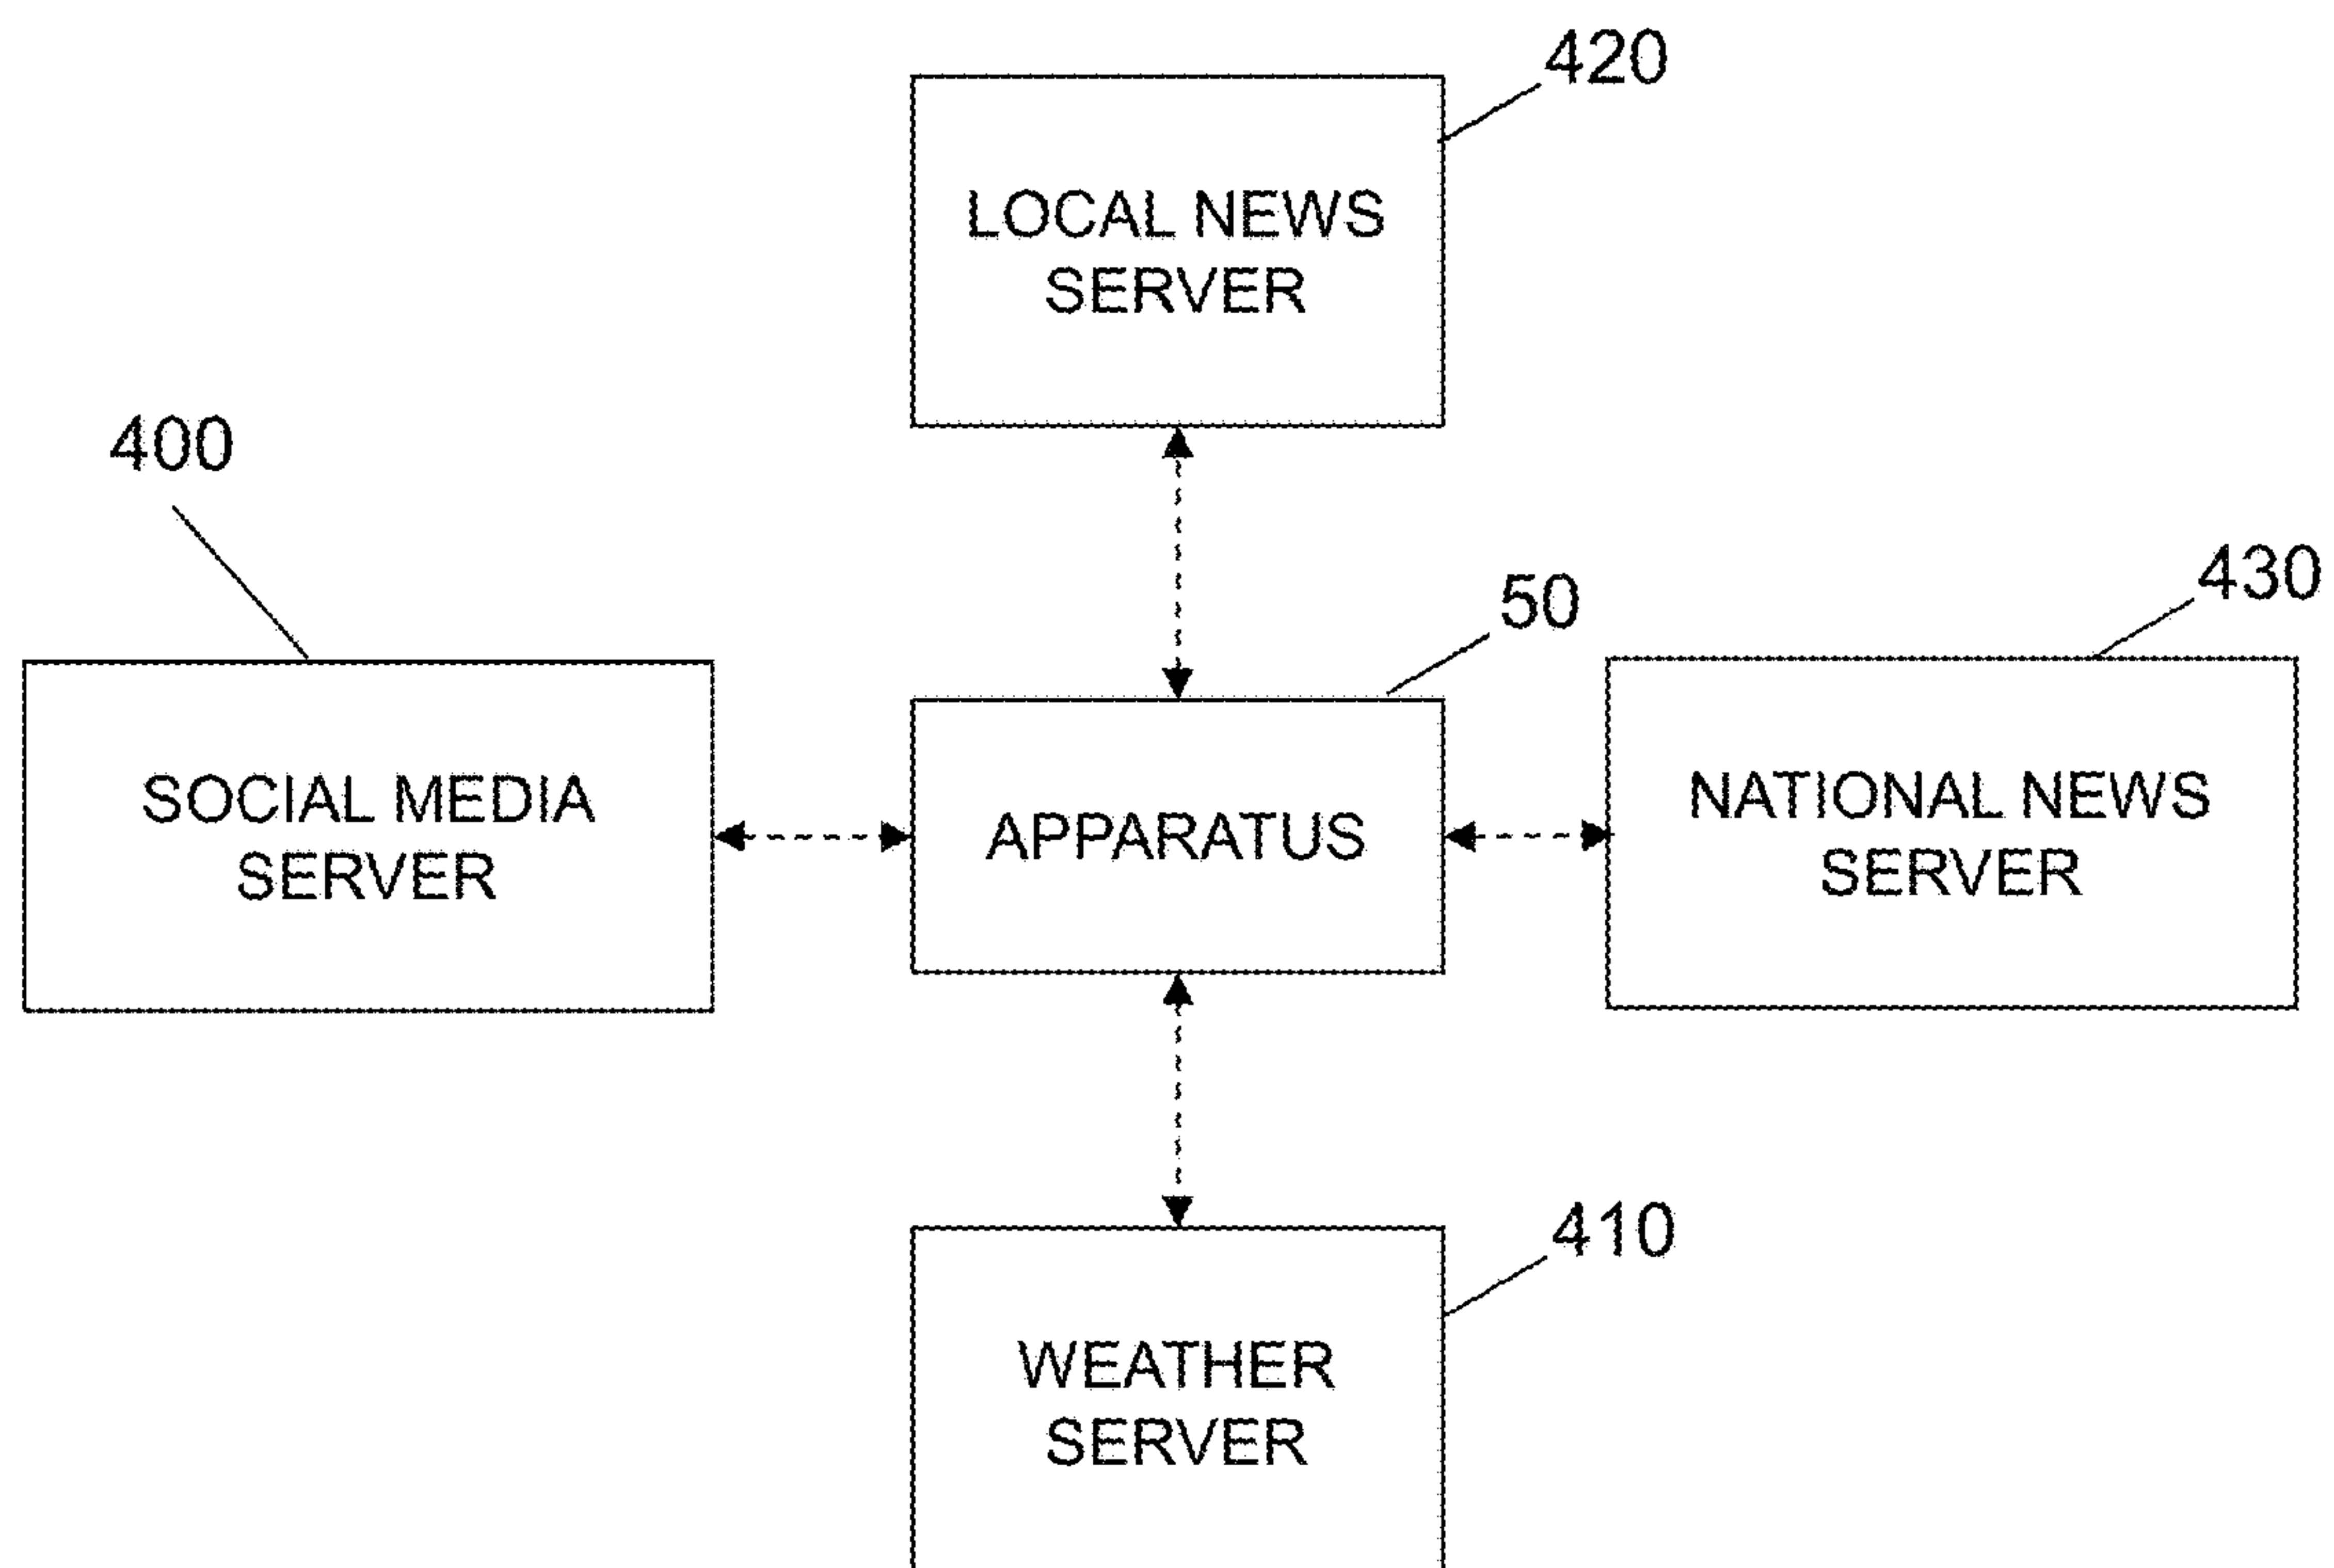 420
LOCAL NEWS
SERVER
400
430
50
SOCIAL MEDIA
SERVER
APPARATUS
NATIONAL NEWS
SERVER
410
WEATHER
SERVER